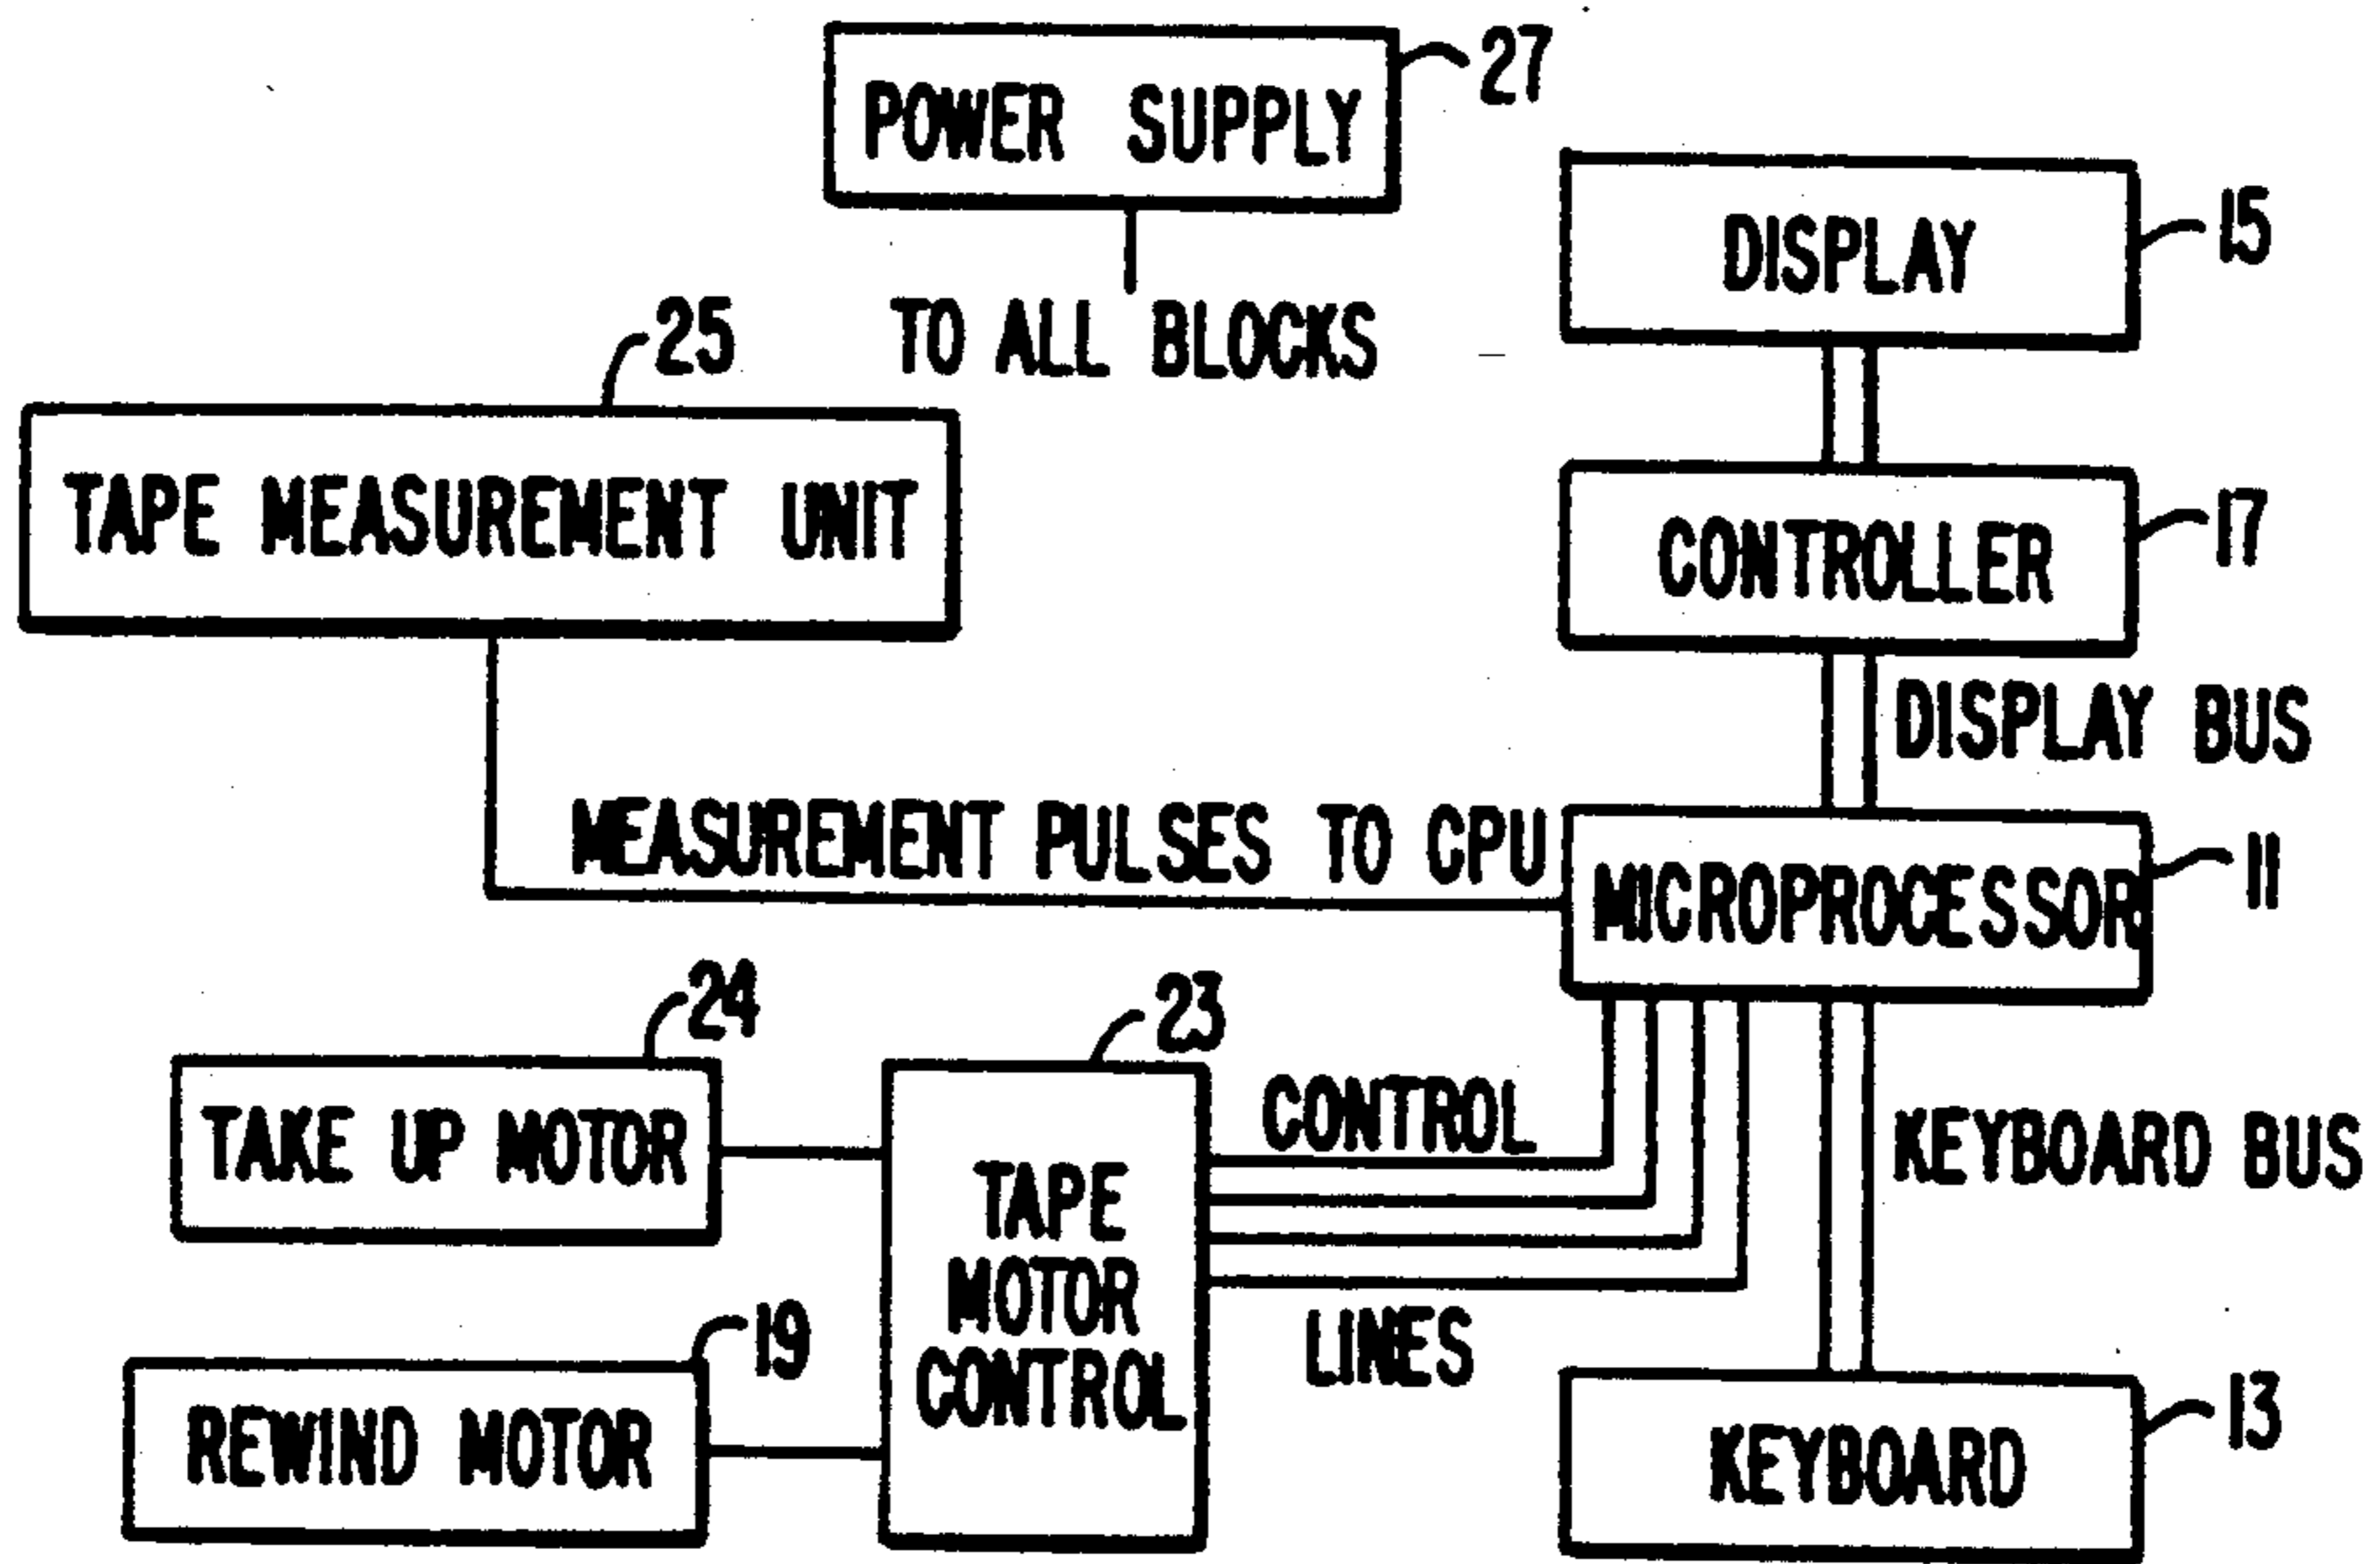 POWER SUPPLY
27
TO ALL BLOCKS
DISPLAY
15
25
TAPE MEASUREMENT UNIT
CONTROLLER
17
DISPLAY BUS
MEASUREMENT PULSES TO CPU
MICROPROCESSOR
11
24
TAKE UP MOTOR
23
TAPE
MOTOR
CONTROL
CONTROL
LINES
KEYBOARD BUS
19
REWIND MOTOR
KEYBOARD
13